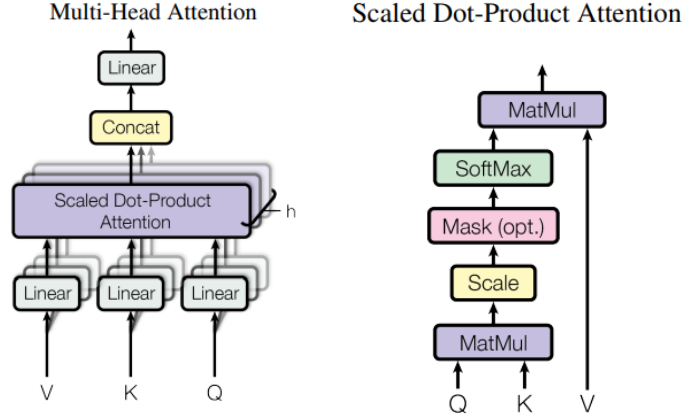 Multi-Head Attention
Linear
Concat
Scaled Dot-Product
Attention
h
Linear Linear Linear
V K Q
Scaled Dot-Product Attention
MatMul
SoftMax
Mask (opt.)
Scale
MatMul
Q K V